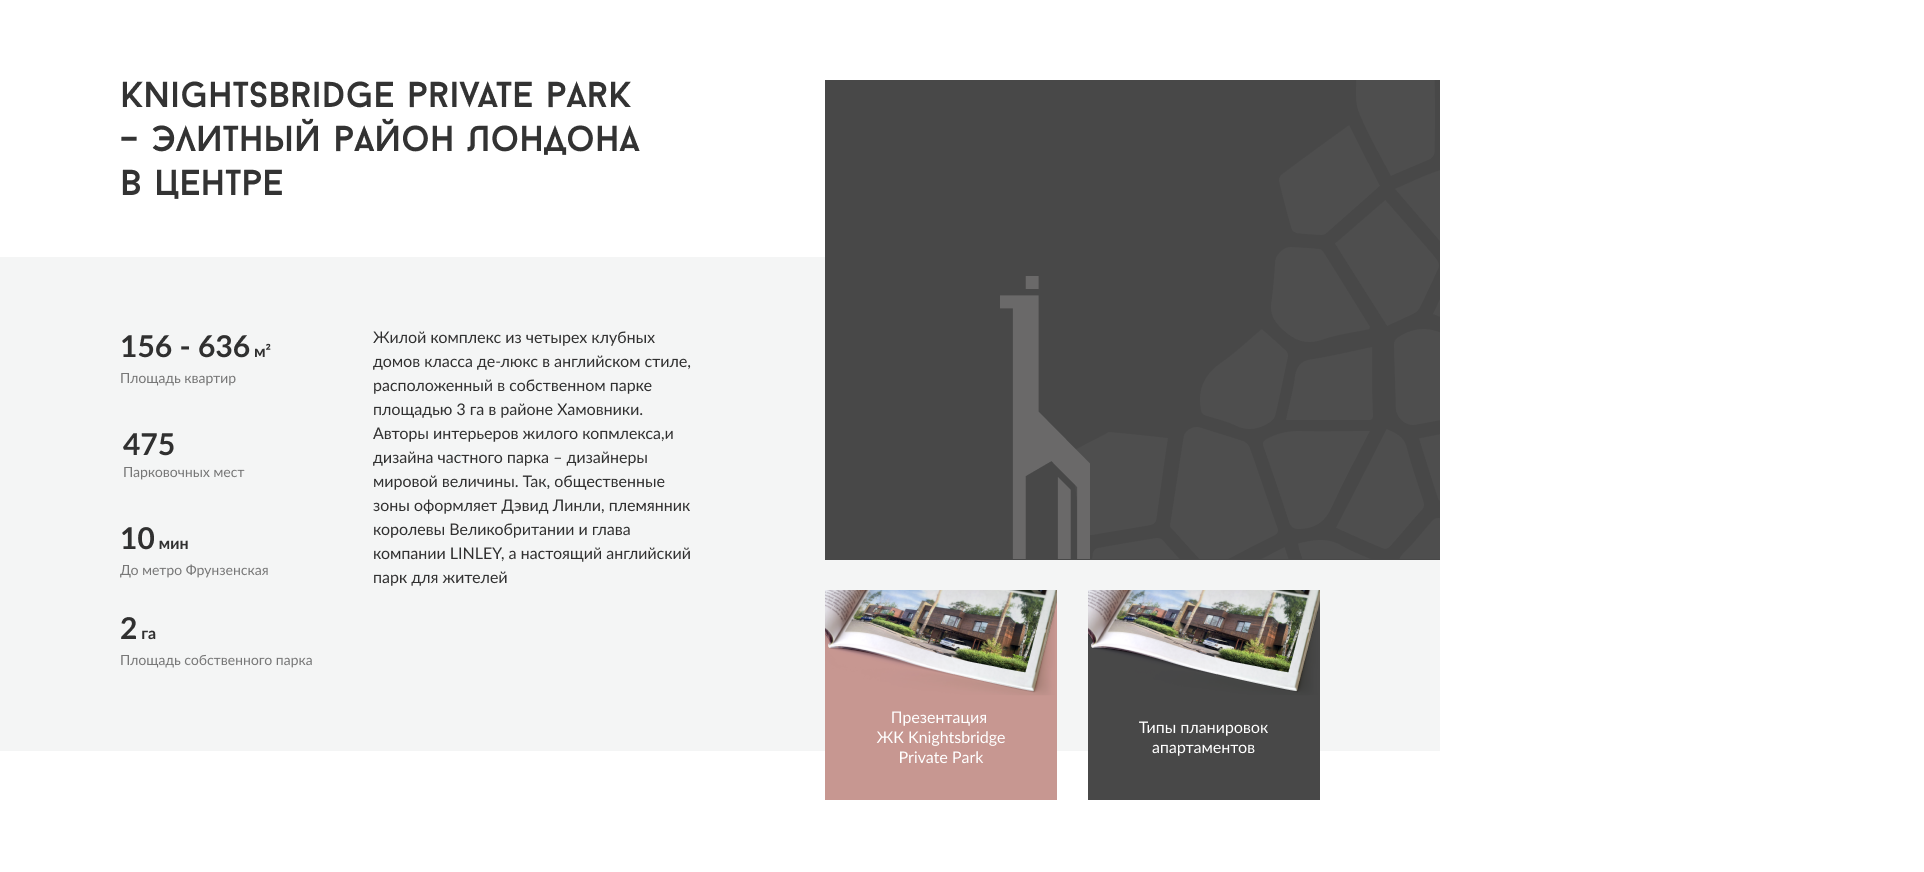 KNIGHTSBRIDGE PRIVATE PARK
– ЭЛИТНЫЙ РАЙОН ЛОНДОНА
В ЦЕНТРЕ
156 - 636 м²
Площадь квартир
475
Парковочных мест
10 мин
До метро Фрунзенская
2 га
Площадь собственного парка
Жилой комплекс из четырех клубных
домов класса де-люкс в английском стиле,
расположенный в собственном парке
площадью 3 га в районе Хамовники.
Авторы интерьеров жилого копмлекса,и
дизайна частного парка – дизайнеры
мировой величины. Так, общественные
зоны оформляет Дэвид Линли, племянник
королевы Великобритании и глава
компании LINLEY, а настоящий английский
парк для жителей
Презентация
ЖК Knightsbridge
Private Park
Типы планировок
апартаментов